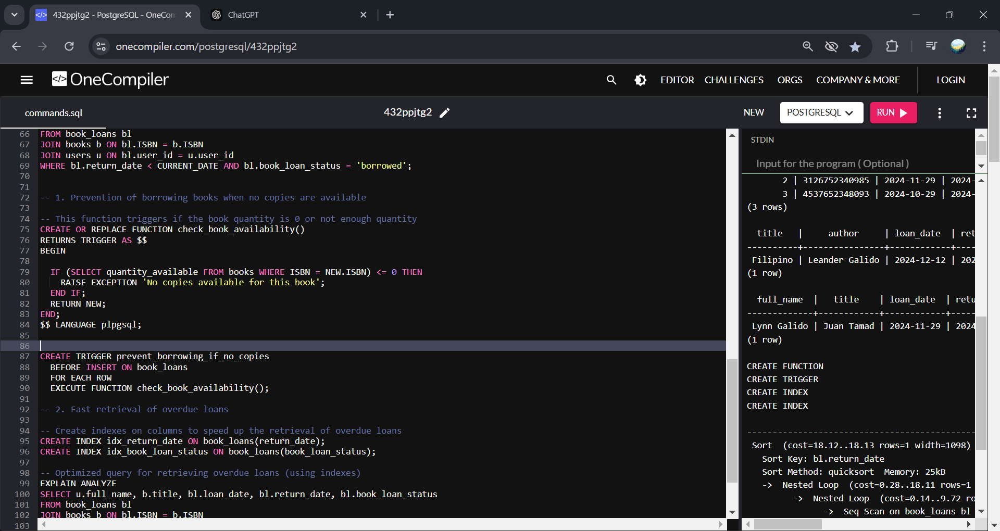 432ppjtg2 - PostgreSQL - OneCom
ChatGPT
onecompiler.com/postgresql/432ppjtg2
</> OneCompiler
EDITOR
CHALLENGES
ORGS
COMPANY & MORE
LOGIN
commands.sql
432ppjtg2
NEW
POSTGRESQL
RUN
66 FROM book_loans bl
67 JOIN books b ON bl.ISBN = b.ISBN
68 JOIN users u ON bl.user_id = u.user_id
69 WHERE bl.return_date < CURRENT_DATE AND bl.book_loan_status = 'borrowed';
70
71
72 -- 1. Prevention of borrowing books when no copies are available
73
74 -- This function triggers if the book quantity is 0 or not enough quantity
75 CREATE OR REPLACE FUNCTION check_book_availability()
76 RETURNS TRIGGER AS $$
77 BEGIN
78
79 IF (SELECT quantity_available FROM books WHERE ISBN = NEW.ISBN) <= 0 THEN
80 RAISE EXCEPTION 'No copies available for this book';
81 END IF;
82 RETURN NEW;
83 END;
84 $$ LANGUAGE plpgsql;
85
86
87 CREATE TRIGGER prevent_borrowing_if_no_copies
88 BEFORE INSERT ON book_loans
89 FOR EACH ROW
90 EXECUTE FUNCTION check_book_availability();
91
92 -- 2. Fast retrieval of overdue loans
93
94 -- Create indexes on columns to speed up the retrieval of overdue loans
95 CREATE INDEX idx_return_date ON book_loans(return_date);
96 CREATE INDEX idx_book_loan_status ON book_loans(book_loan_status);
97
98 -- Optimized query for retrieving overdue loans (using indexes)
99 EXPLAIN ANALYZE
100 SELECT u.full_name, b.title, bl.loan_date, bl.return_date, bl.book_loan_status
101 FROM book_loans bl
102 JOIN books b ON bl.ISBN = b.ISBN
103
STDIN
Input for the program ( Optional )
2 | 3126752340985 | 2024-11-29 | 2024-
3 | 4537652348093 | 2024-10-29 | 2024-
(3 rows)
title | author | loan_date | ret
----------+----------------+------------+----
Filipino | Leander Galido | 2024-12-12 | 202
(1 row)
full_name | title | loan_date | retu
-------------+------------+------------+-----
Lynn Galido | Juan Tamad | 2024-11-29 | 2024
(1 row)
CREATE FUNCTION
CREATE TRIGGER
CREATE INDEX
CREATE INDEX
---------------------------------------------
Sort (cost=18.12..18.13 rows=1 width=1098)
Sort Key: bl.return_date
Sort Method: quicksort Memory: 25kB
-> Nested Loop (cost=0.28..18.11 rows=1
-> Nested Loop (cost=0.14..9.72 ro
-> Seq Scan on book_loans bl